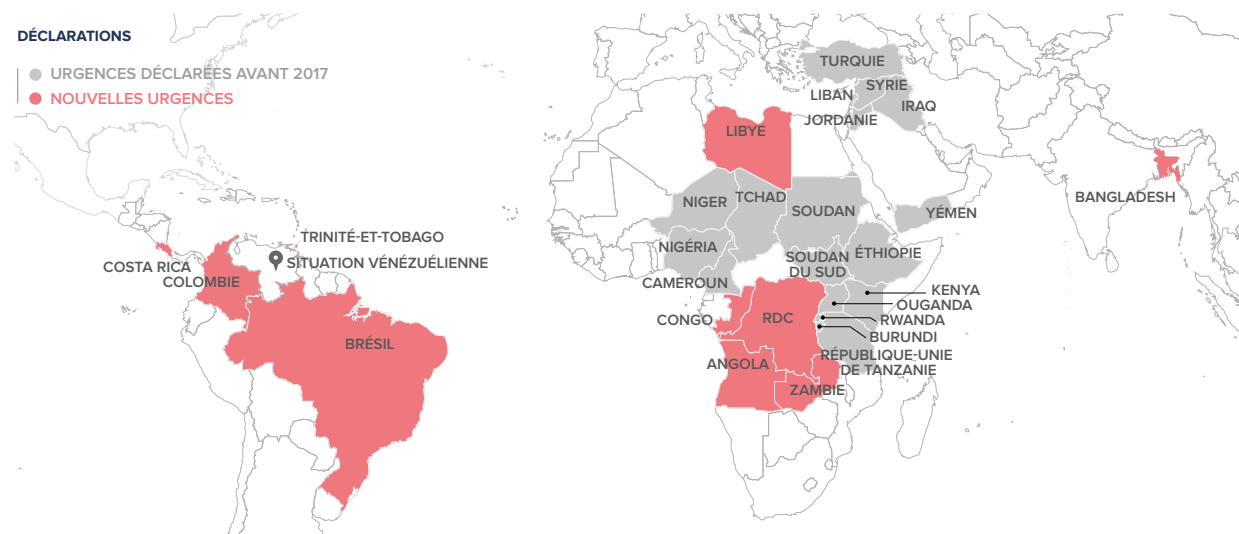 DÉCLARATIONS
URGENCES DÉCLARÉES AVANT 2017
NOUVELLES URGENCES
TRINITÉ-ET-TOBAGO
SITUATION VÉNÉZUÉLIENNE
COSTA RICA
COLOMBIE
BRÉSIL
TURQUIE
SYRIE
LIBAN
IRAQ
JORDANIE
LIBYE
NIGER
TCHAD
SOUDAN
YÉMEN
BANGLADESH
NIGÉRIA
SOUDAN
DU SUD
ÉTHIOPIE
CAMEROUN
KENYA
OUGANDA
CONGO
RDC
RWANDA
BURUNDI
ANGOLA
RÉPUBLIQUE-UNIE
DE TANZANIE
ZAMBIE